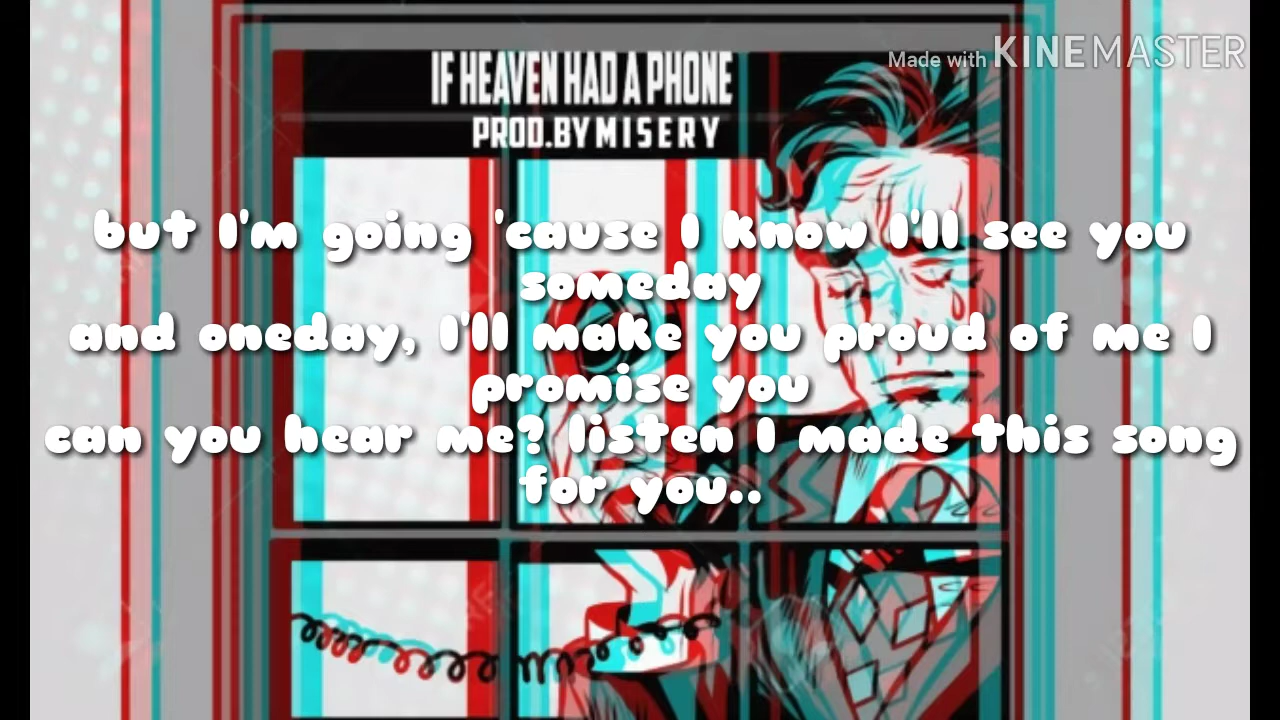 Made with KINEMASTER
IF HEAVEN HAD A PHONE
PROD.BY MISERY
but I'm going 'cause I know I'll see you
someday
and oneday, I'll make you proud of me I
promise you
can you hear me? listen I made this song
for you..